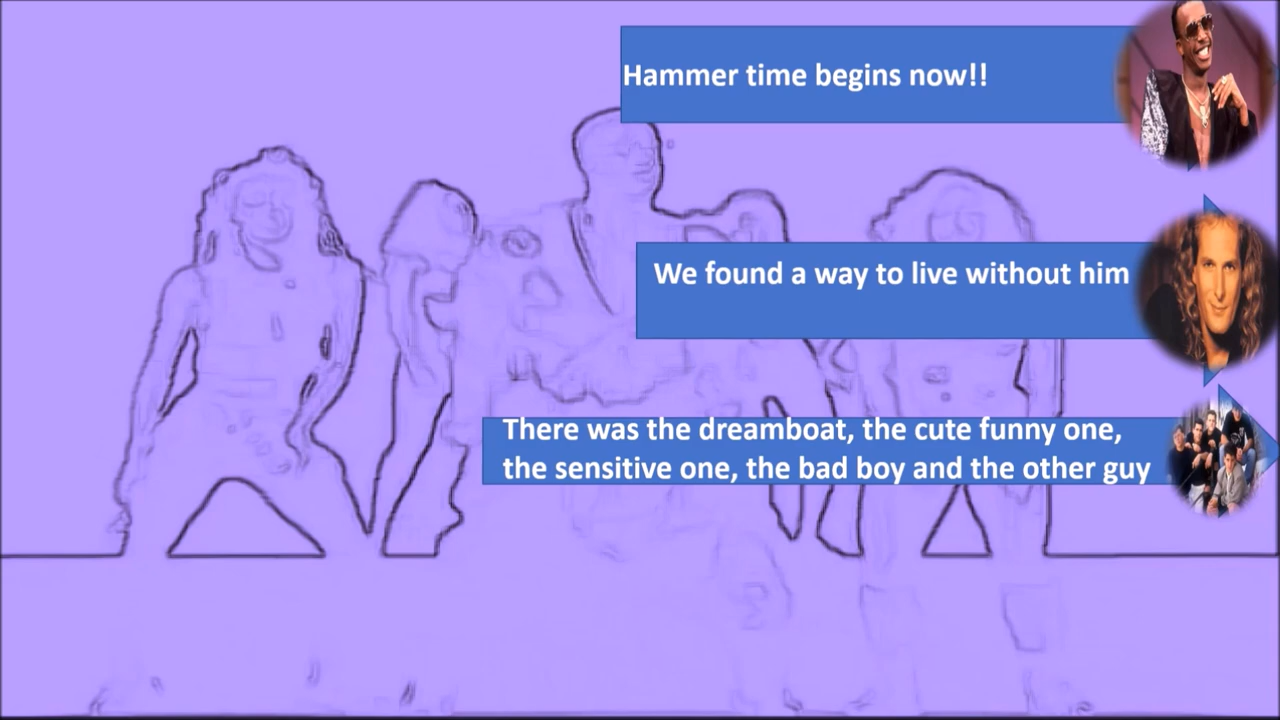 Hammer time begins now!!
We found a way to live without him
There was the dreamboat, the cute funny one,
the sensitive one, the bad boy and the other guy